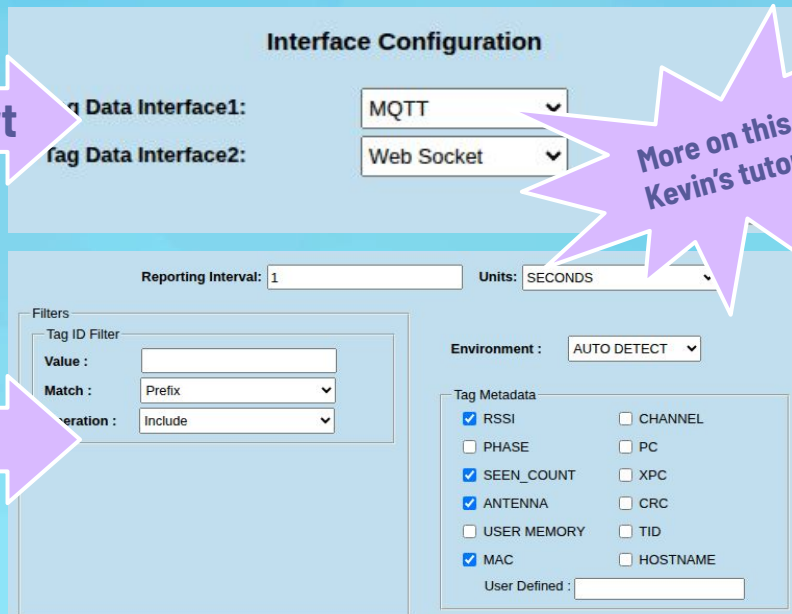 Interface Configuration
Data Interface1: MQTT
Tag Data Interface2: Web Socket
More on this
Kevin's
Reporting Interval: 1 Units: SECONDS
Filters
Tag ID Filter
Value :
Match : Prefix
Include
Environment : AUTO DETECT
Tag Metadata
RSSI CHANNEL
PHASE PC
SEEN_COUNT XPC
ANTENNA CRC
USER MEMORY TID
MAC HOSTNAME
User Defined :